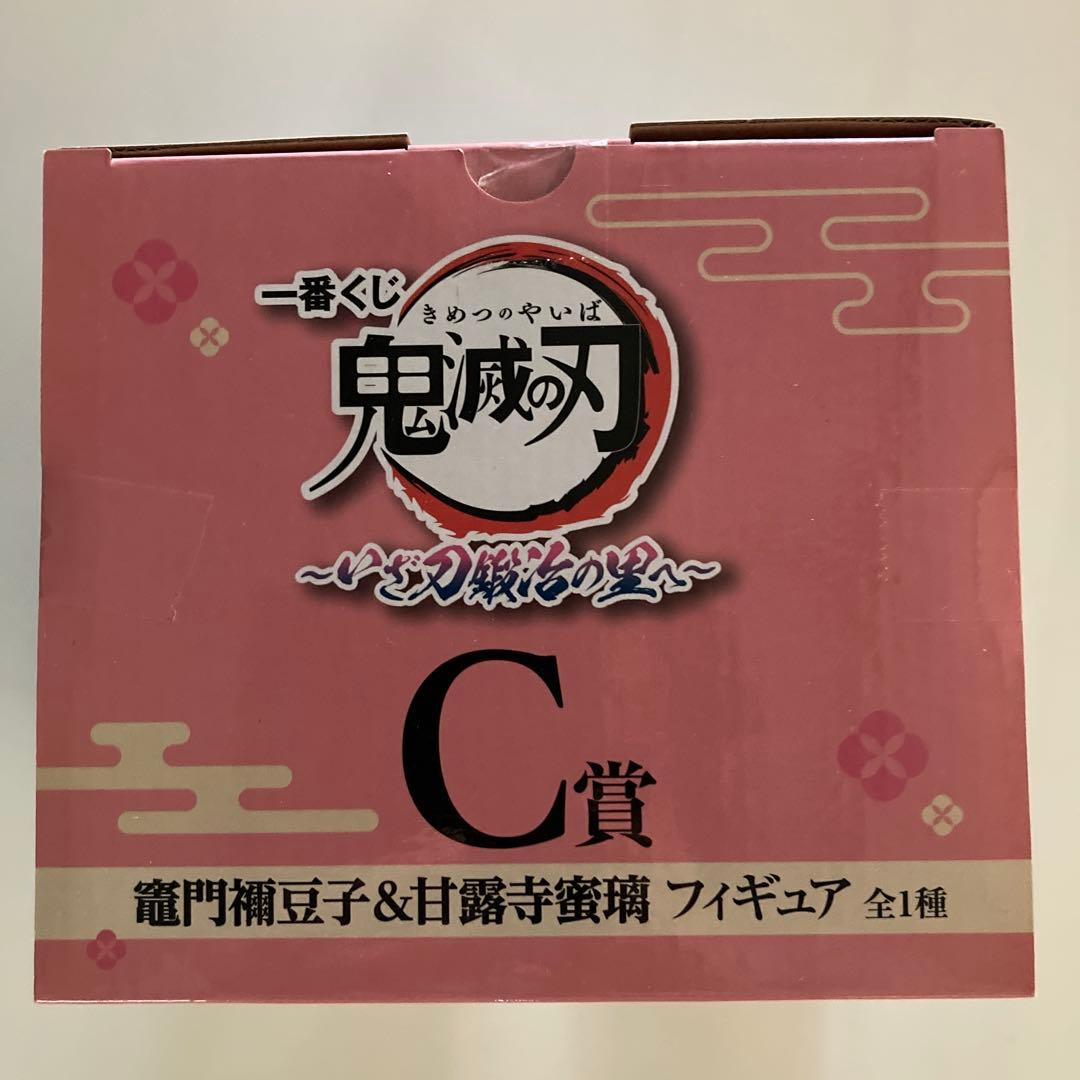 一番くじ
きめつのやいば
鬼滅の刃
～いざ刀鍛冶の里へ～
C賞
竈門禰豆子&甘露寺蜜璃 フィギュア 全1種